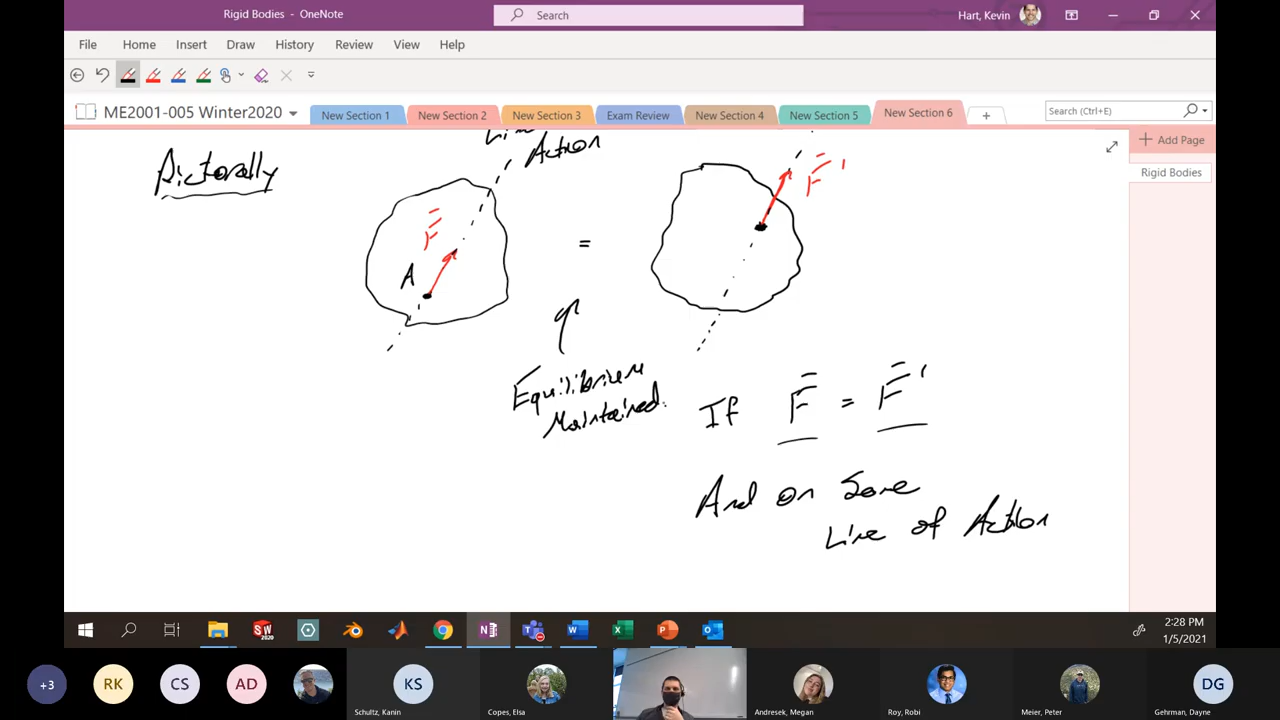 Rigid Bodies - OneNote
Search
Hart, Kevin
File Home Insert Draw History Review View Help
ME2001-005 Winter2020
New Section 1 New Section 2 New Section 3 Exam Review New Section 4 New Section 5 New Section 6
Search (Ctrl+E)
Add Page
Rigid Bodies
Pictorally
Line
Action
F
A
=
F'
Equilibrium
Maintained.
If F = F'
And on Same
Line of Action
2:28 PM
1/5/2021
+3 RK CS AD KS DG
Schultz, Kanin Copes, Elsa Andresek, Megan Roy, Robi Meier, Peter Gehrman, Dayne